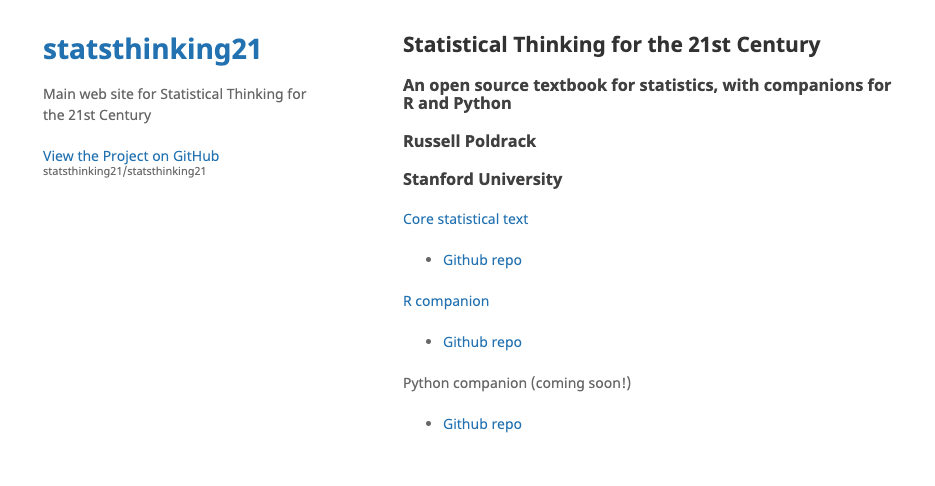 statsthinking21
Main web site for Statistical Thinking for
the 21st Century
View the Project on GitHub
statsthinking21/statsthinking21
Statistical Thinking for the 21st Century
An open source textbook for statistics, with companions for
R and Python
Russell Poldrack
Stanford University
Core statistical text
Github repo
R companion
Github repo
Python companion (coming soon!)
Github repo